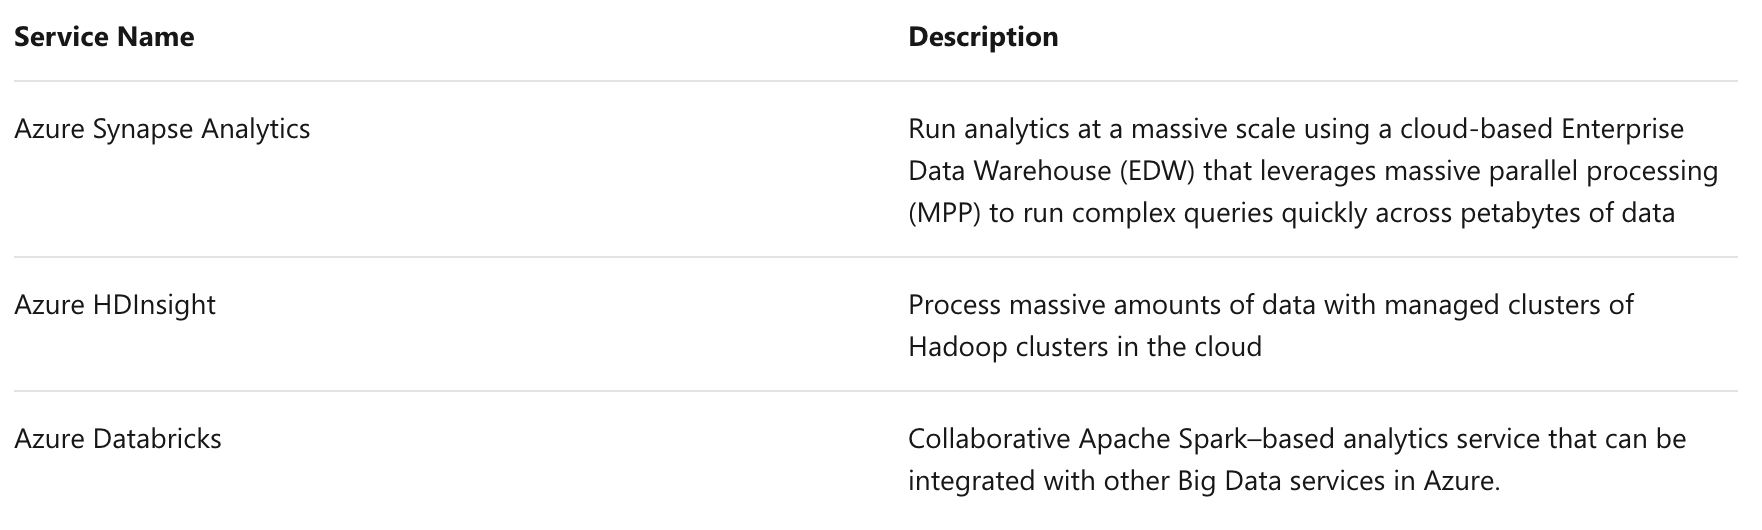 Service Name
Description
Azure Synapse Analytics
Run analytics at a massive scale using a cloud-based Enterprise
Data Warehouse (EDW) that leverages massive parallel processing
(MPP) to run complex queries quickly across petabytes of data
Azure HDInsight
Process massive amounts of data with managed clusters of
Hadoop clusters in the cloud
Azure Databricks
Collaborative Apache Spark–based analytics service that can be
integrated with other Big Data services in Azure.